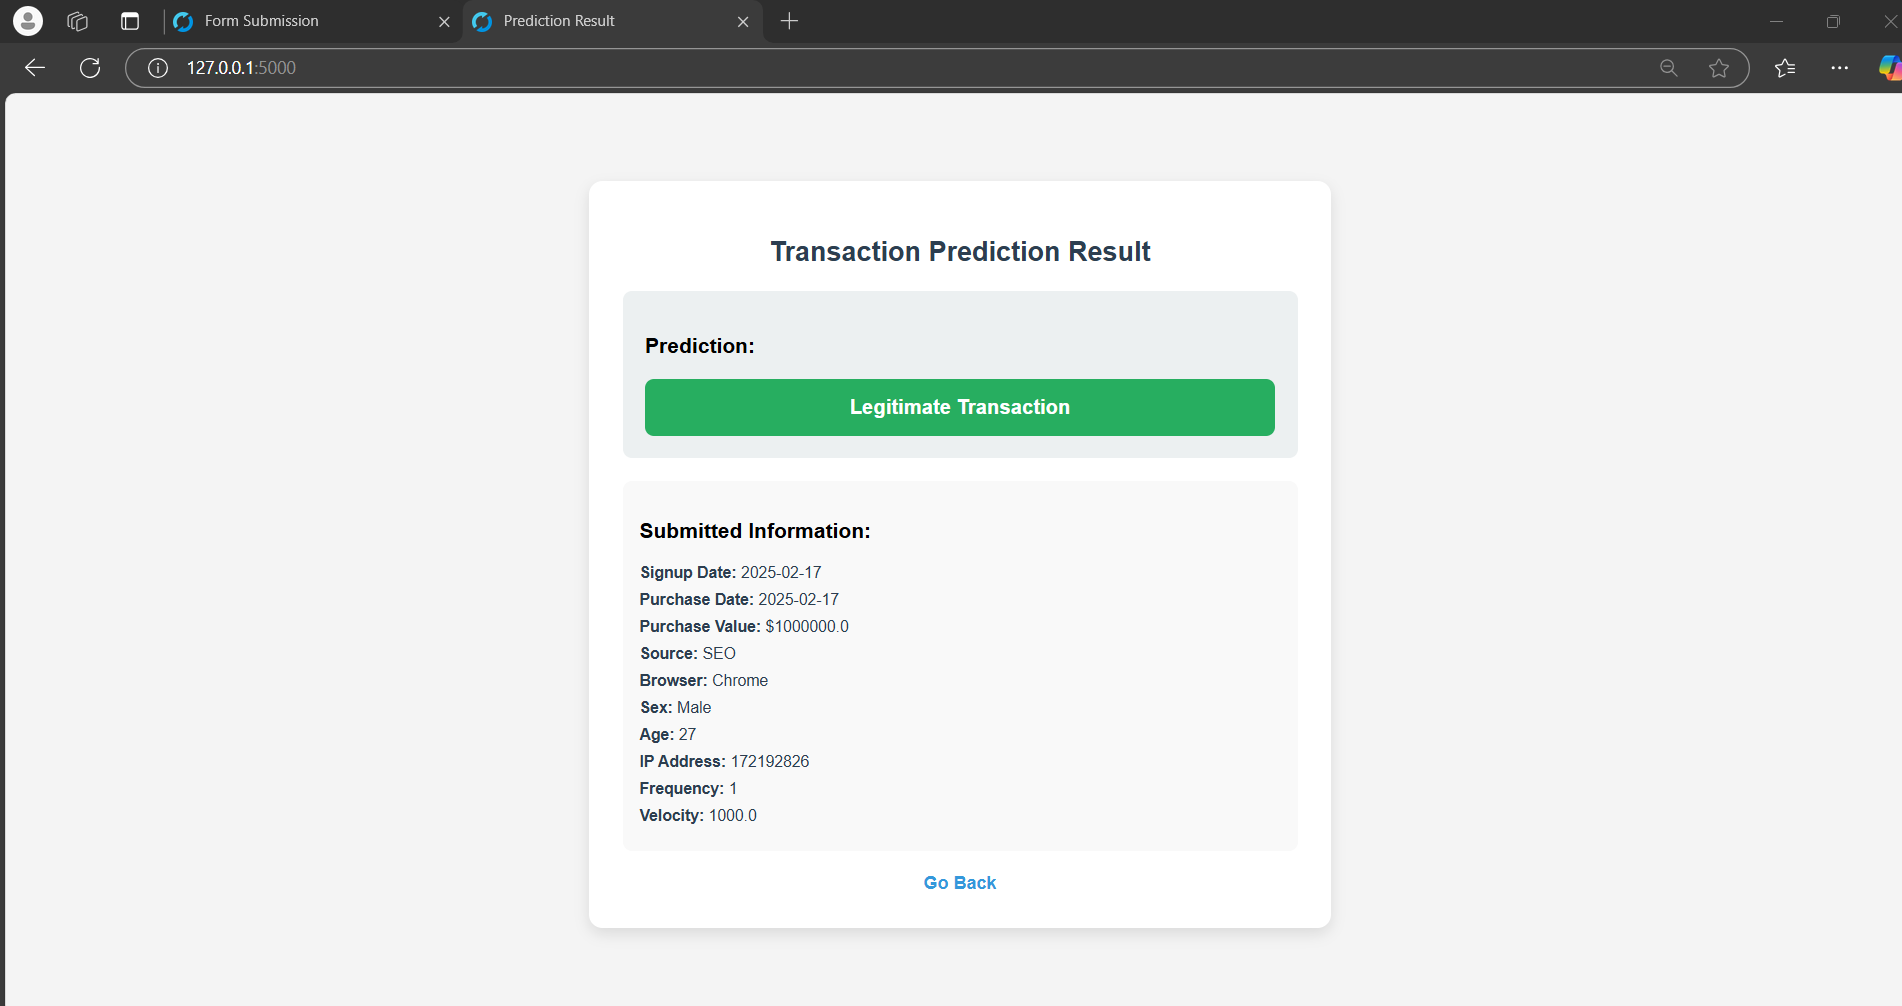 Form Submission
Prediction Result
127.0.0.1:5000
Transaction Prediction Result
Prediction:
Legitimate Transaction
Submitted Information:
Signup Date: 2025-02-17
Purchase Date: 2025-02-17
Purchase Value: $1000000.0
Source: SEO
Browser: Chrome
Sex: Male
Age: 27
IP Address: 172192826
Frequency: 1
Velocity: 1000.0
Go Back